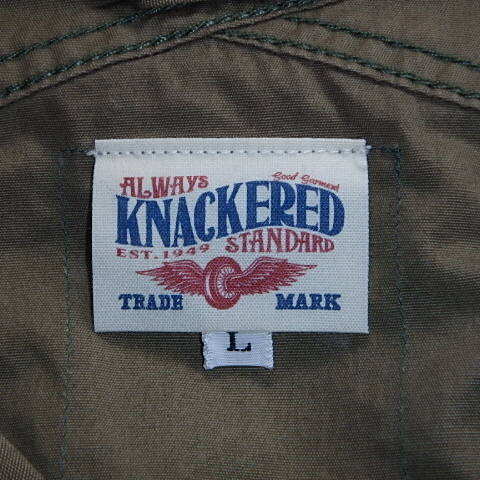 ALWAYS
Good Garment
KNACKERED
EST. 1949 STANDARD
TRADE MARK
L